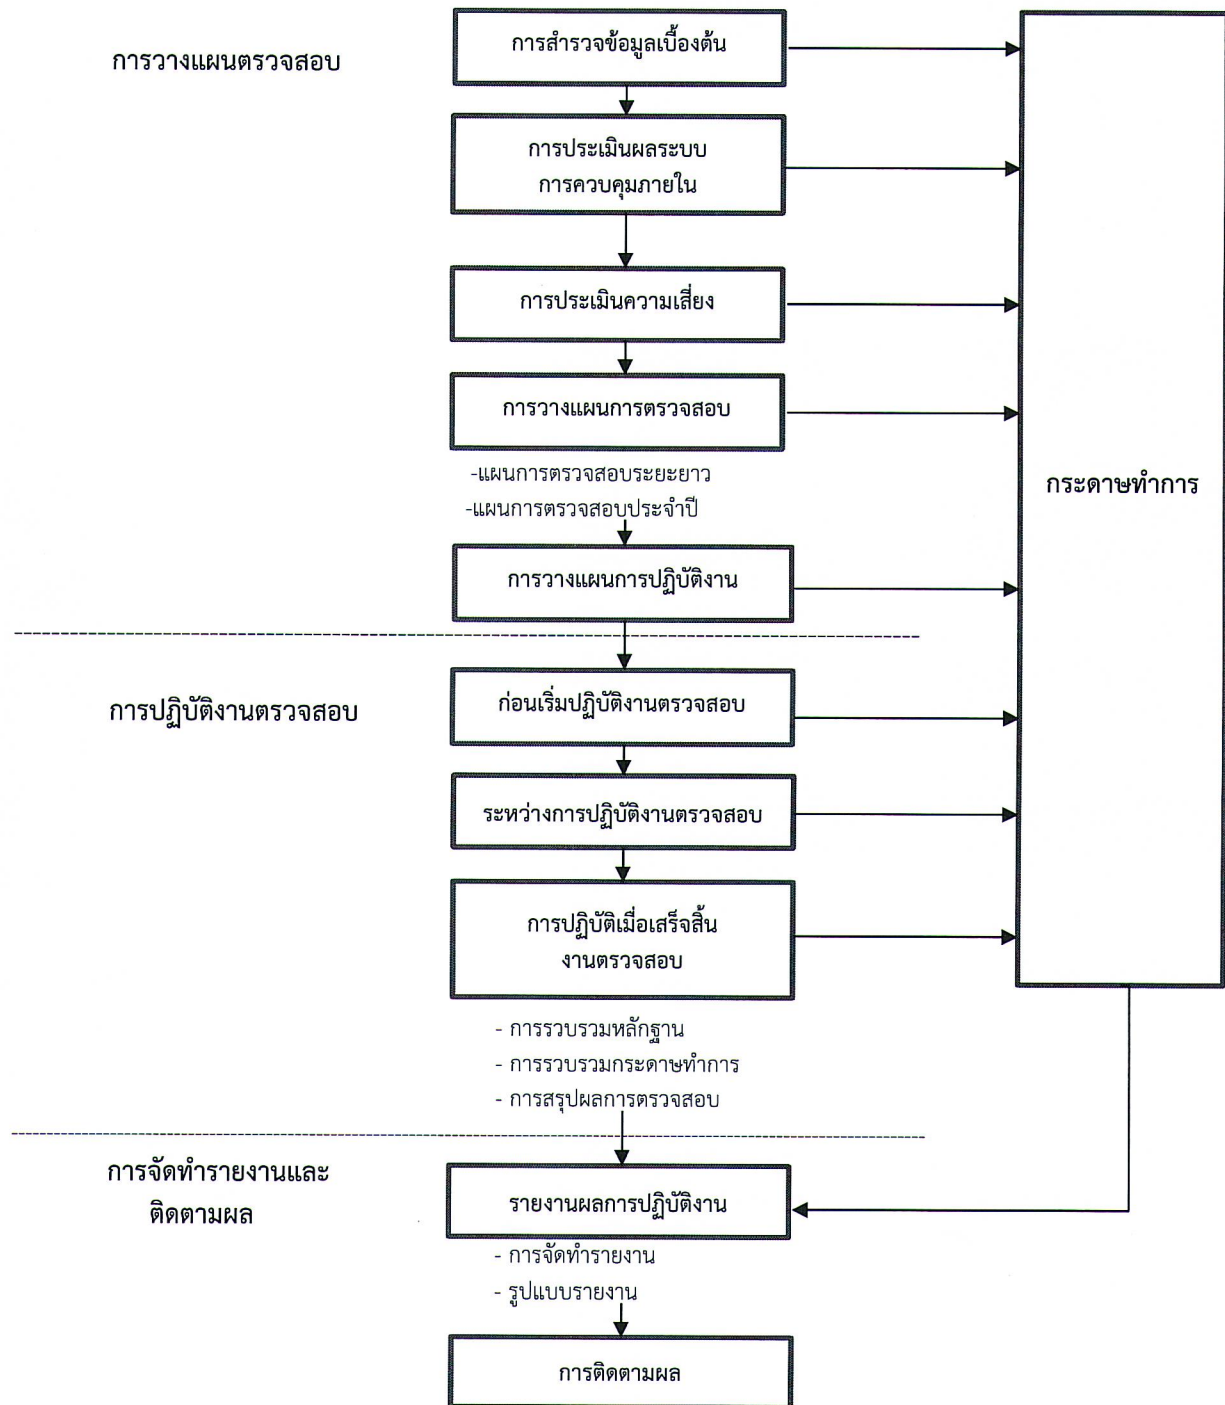 การวางแผนตรวจสอบ
การสำรวจข้อมูลเบื้องต้น
การประเมินผลระบบ
การควบคุมภายใน
การประเมินความเสี่ยง
การวางแผนการตรวจสอบ
-แผนการตรวจสอบระยะยาว
-แผนการตรวจสอบประจำปี
การวางแผนการปฏิบัติงาน
กระดาษทำการ
การปฏิบัติงานตรวจสอบ
ก่อนเริ่มปฏิบัติงานตรวจสอบ
ระหว่างการปฏิบัติงานตรวจสอบ
การปฏิบัติเมื่อเสร็จสิ้น
งานตรวจสอบ
- การรวบรวมหลักฐาน
- การรวบรวมกระดาษทำการ
- การสรุปผลการตรวจสอบ
การจัดทำรายงานและ
ติดตามผล
รายงานผลการปฏิบัติงาน
- การจัดทำรายงาน
- รูปแบบรายงาน
การติดตามผล